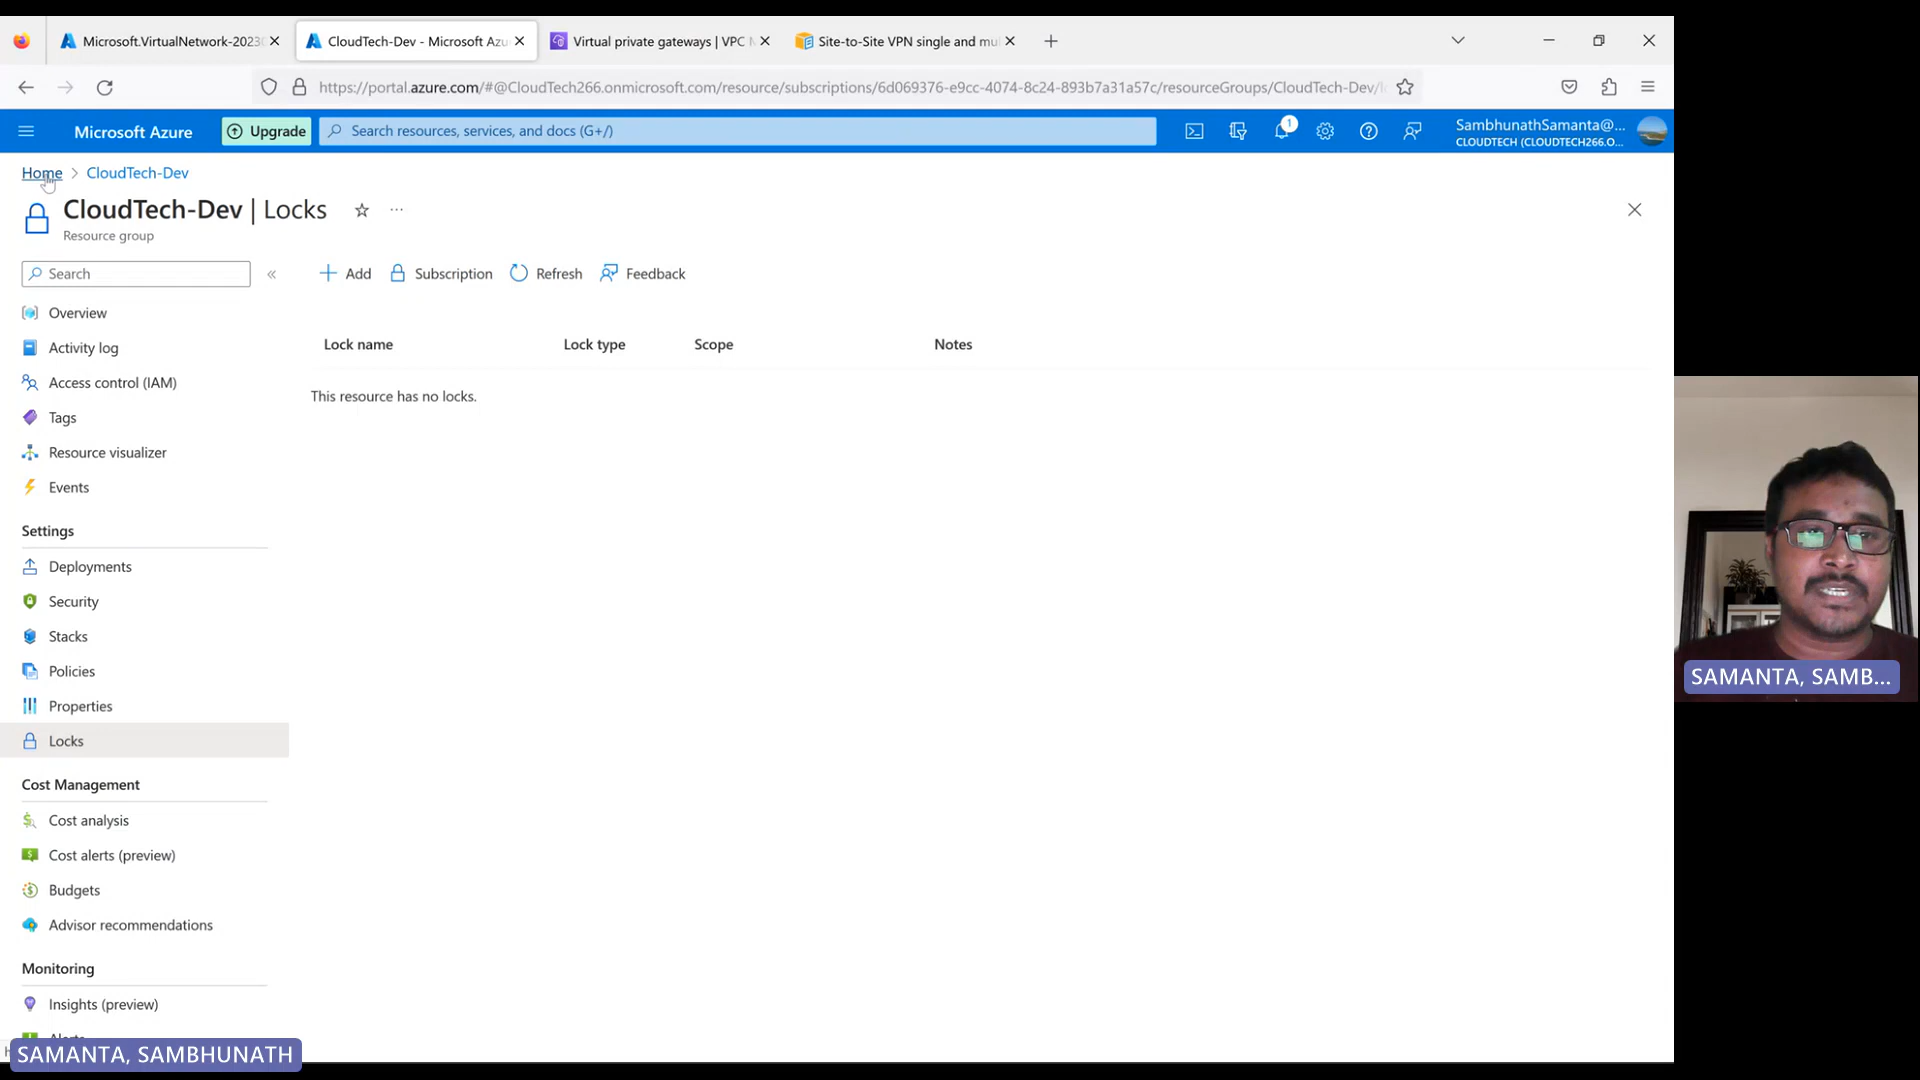 Microsoft.VirtualNetwork-2023
CloudTech-Dev - Microsoft Azu
Virtual private gateways | VPC M
Site-to-Site VPN single and mul
https://portal.azure.com/#@CloudTech266.onmicrosoft.com/resource/subscriptions/6d069376-e9cc-4074-8c24-893b7a31a57c/resourceGroups/CloudTech-Dev/l
Microsoft Azure
Upgrade
Search resources, services, and docs (G+/)
1
SambhunathSamanta@...
CLOUDTECH (CLOUDTECH266.O...
Home > CloudTech-Dev
CloudTech-Dev | Locks
Resource group
Search
Add
Subscription
Refresh
Feedback
Lock name
Lock type
Scope
Notes
This resource has no locks.
Overview
Activity log
Access control (IAM)
Tags
Resource visualizer
Events
Settings
Deployments
Security
Stacks
Policies
Properties
Locks
Cost Management
Cost analysis
Cost alerts (preview)
Budgets
Advisor recommendations
Monitoring
Insights (preview)
Alerts
SAMANTA, SAMBHUNATH
SAMANTA, SAMB...